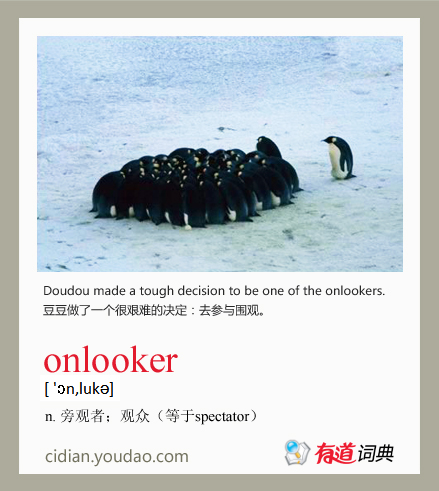 Doudou made a tough decision to be one of the onlookers.
豆豆做了一个很艰难的决定：去参与围观。
onlooker
[ 'ɔn,lukə]
n. 旁观者；观众（等于spectator）
cidian.youdao.com
有道词典